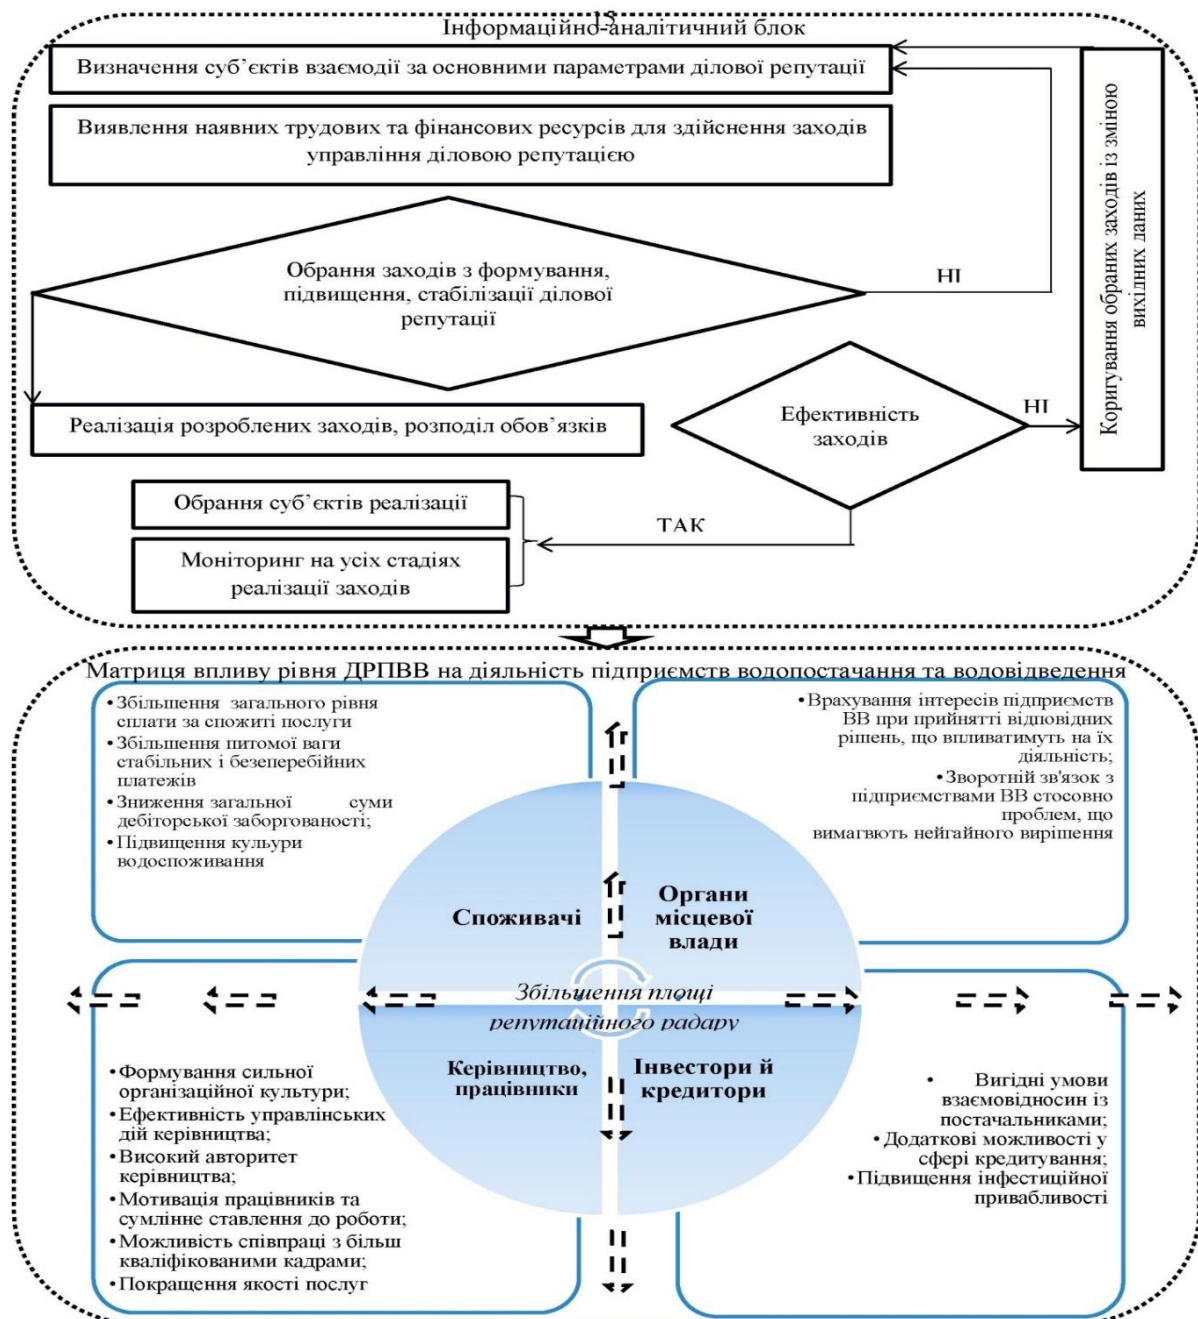 15
Інформаційно-аналітичний блок
Визначення суб’єктів взаємодії за основними параметрами ділової репутації
Виявлення наявних трудових та фінансових ресурсів для здійснення заходів
управління діловою репутацією
Обрання заходів з формування,
підвищення, стабілізації ділової
репутації
НІ
Коригування обраних заходів із зміною
вихідних даних
Реалізація розроблених заходів, розподіл обов’язків
Ефективність
заходів
НІ
Обрання суб’єктів реалізації
ТАК
Моніторинг на усіх стадіях
реалізації заходів
Матриця впливу рівня ДРПВВ на діяльність підприємств водопостачання та водовідведення
•Збільшення загального рівня
сплати за спожиті послуги
•Збільшення питомої ваги
стабільних і безеперебійних
платежів
•Зниження загальної суми
дебіторської заборгованості;
•Підвищення кульури
водоспоживання
•Врахування інтересів підприємств
ВВ при прийнятті відповідних
рішень, що впливатимуть на їх
діяльність;
•Зворотній зв'язок з
підприємствами ВВ стосовно
проблем, що
вимагвють нейгайного вирішення
Споживачі
Органи
місцевої
влади
Збільшення площі
репутаційного радару
Керівництво,
працівники
Інвестори й
кредитори
•Формування сильної
організаційної культури;
•Ефективність управлінських
дій керівництва;
•Високий авторитет
керівництва;
•Мотивація працівників та
сумлінне ставлення до роботи;
•Можливість співпраці з більш
кваліфікованими кадрами;
•Покращення якості послуг
• Вигідні умови
взаємовідносин із
постачальниками;
•Додаткові можливості у
сфері кредитування;
•Підвищення інфестиційної
привабливості